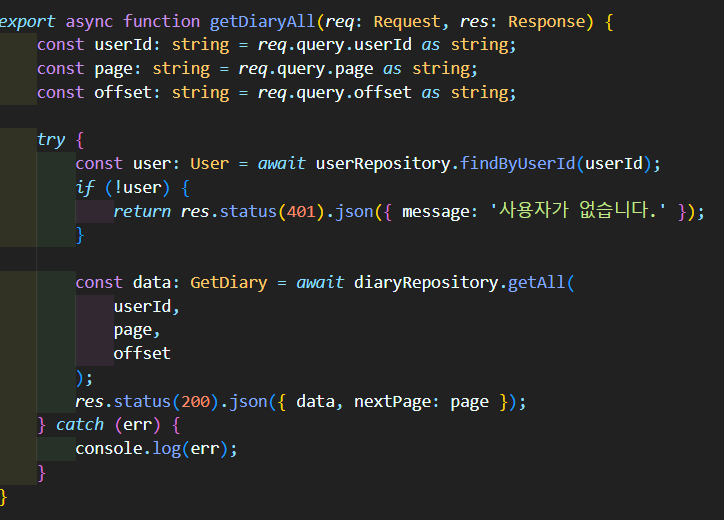 export async function getDiaryAll(req: Request, res: Response) {
    const userId: string = req.query.userId as string;
    const page: string = req.query.page as string;
    const offset: string = req.query.offset as string;

    try {
        const user: User = await userRepository.findByUserId(userId);
        if (!user) {
            return res.status(401).json({ message: '사용자가 없습니다.' });
        }

        const data: GetDiary = await diaryRepository.getAll(
            userId,
            page,
            offset
        );
        res.status(200).json({ data, nextPage: page });
    } catch (err) {
        console.log(err);
    }
}